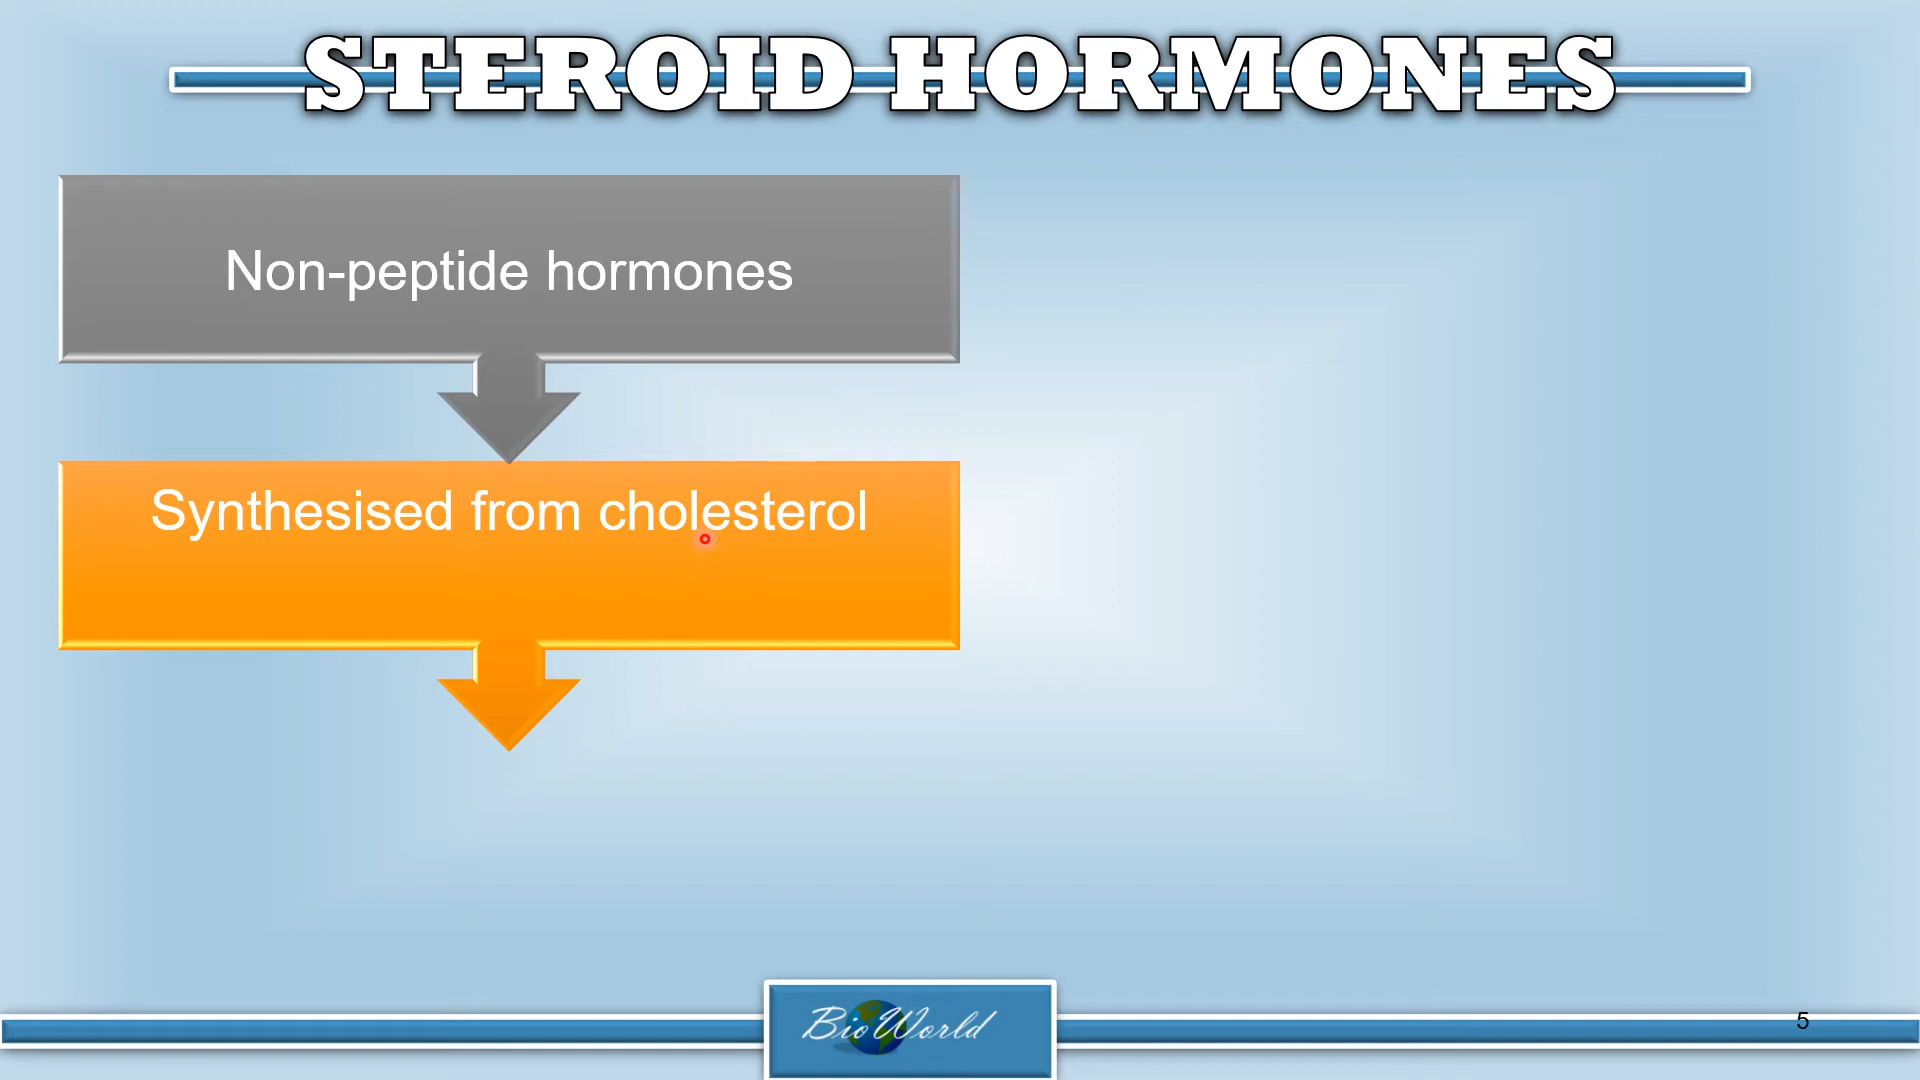 STEROID HORMONES
Non-peptide hormones
Synthesised from cholesterol
BioWorld
5